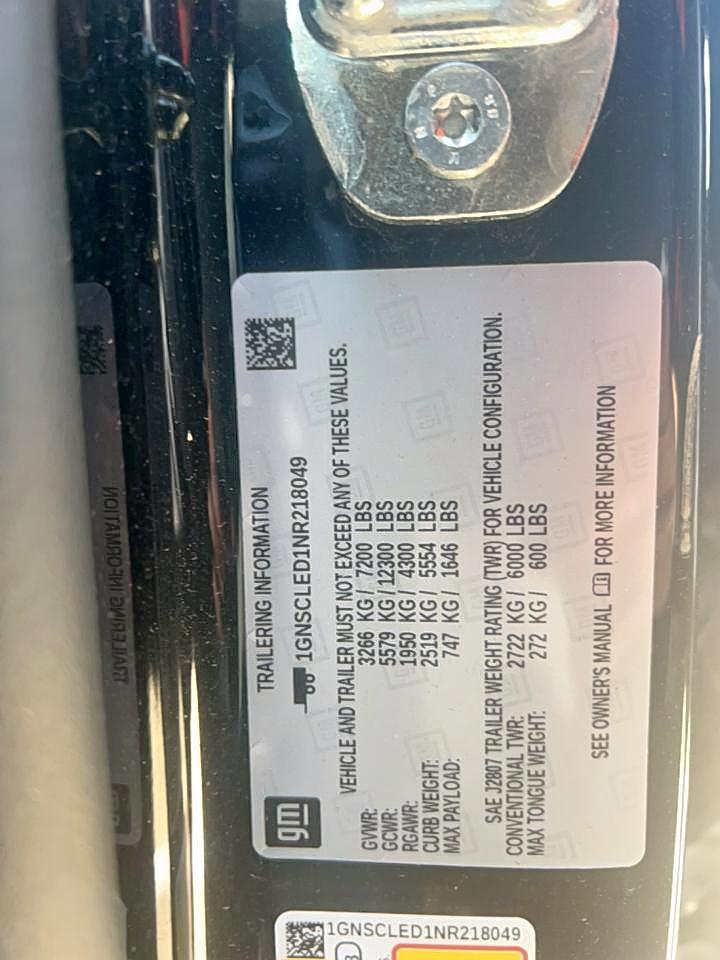 gm
TRAILERING INFORMATION
1GNSCLED1NR218049
VEHICLE AND TRAILER MUST NOT EXCEED ANY OF THESE VALUES.
GVWR: 3266 KG / 7200 LBS
GCWR: 5579 KG / 12300 LBS
RGAWR: 1950 KG / 4300 LBS
CURB WEIGHT: 2519 KG / 5554 LBS
MAX PAYLOAD: 747 KG / 1646 LBS
SAE J2807 TRAILER WEIGHT RATING (TWR) FOR VEHICLE CONFIGURATION.
CONVENTIONAL TWR: 2722 KG / 6000 LBS
MAX TONGUE WEIGHT: 272 KG / 600 LBS
SEE OWNER'S MANUAL FOR MORE INFORMATION
1GNSCLED1NR218049